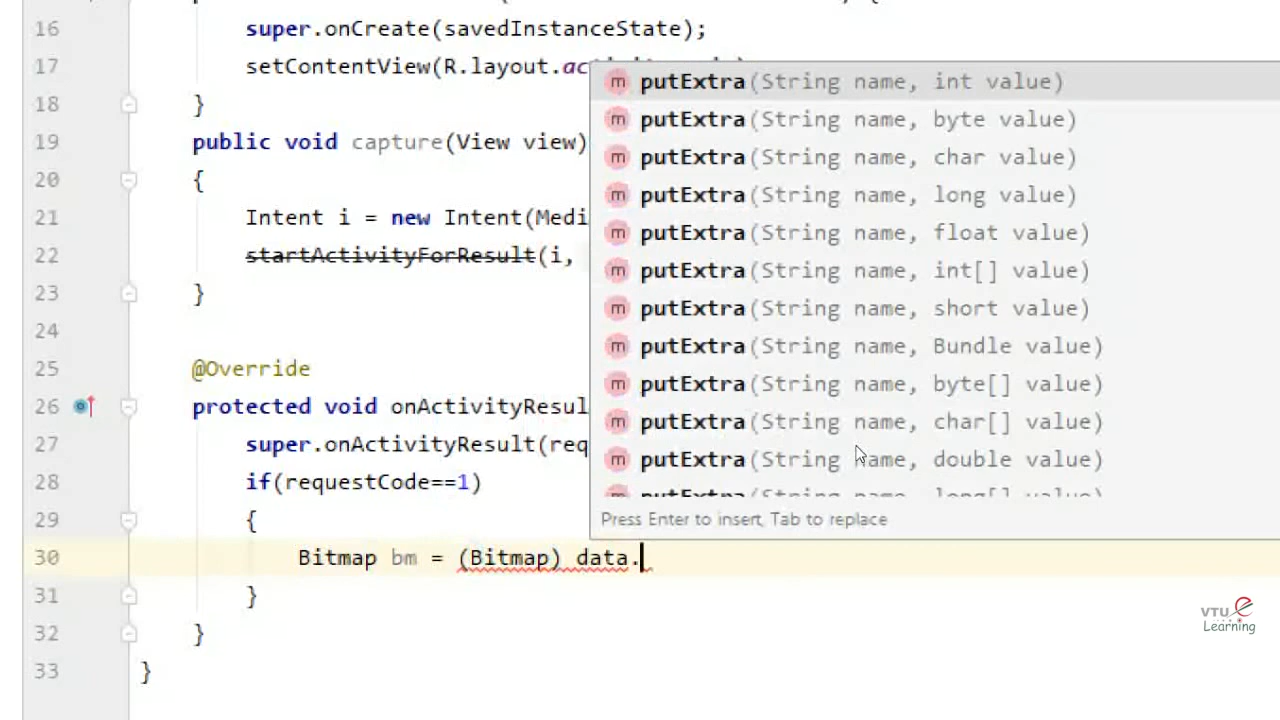 16 super.onCreate(savedInstanceState);
17 setContentView(R.layout.
18 }
19 public void capture(View view)
20 {
21 Intent i = new Intent(Medi
22 startActivityForResult(i,
23 }
24
25 @Override
26 protected void onActivityResul
27 super.onActivityResult(req
28 if(requestCode==1)
29 {
30 Bitmap bm = (Bitmap) data.
31 }
32 }
33 }
m putExtra(String name, int value)
m putExtra(String name, byte value)
m putExtra(String name, char value)
m putExtra(String name, long value)
m putExtra(String name, float value)
m putExtra(String name, int[] value)
m putExtra(String name, short value)
m putExtra(String name, Bundle value)
m putExtra(String name, byte[] value)
m putExtra(String name, char[] value)
m putExtra(String name, double value)
m putExtra(String name, long[] value)
Press Enter to insert, Tab to replace
VTU e
Learning